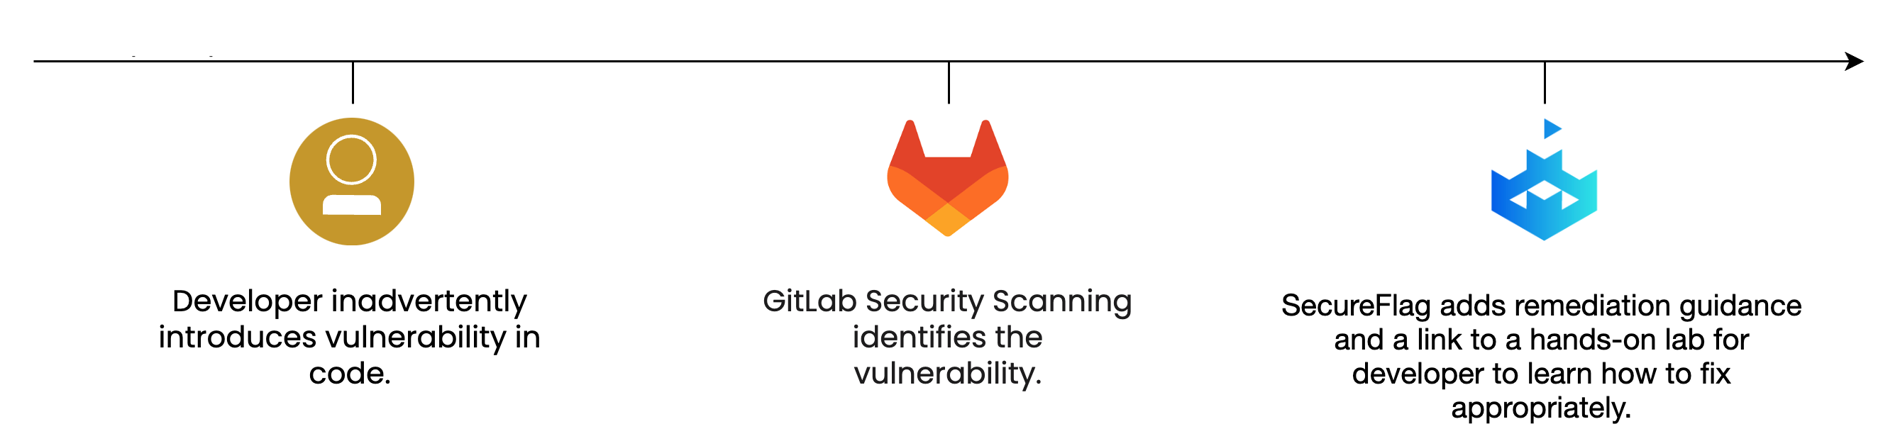 Developer inadvertently
introduces vulnerability in
code.
GitLab Security Scanning
identifies the
vulnerability.
SecureFlag adds remediation guidance
and a link to a hands-on lab for
developer to learn how to fix
appropriately.